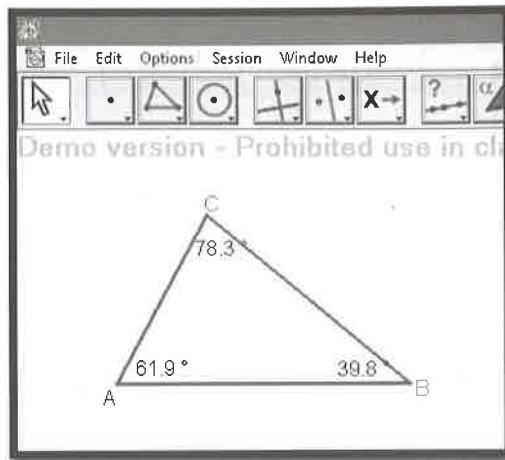 File Edit Options Session Window Help
X
?
α
Demo version - Prohibited use in cl
C
78.3 °
61.9 °
39.8 °
A
B